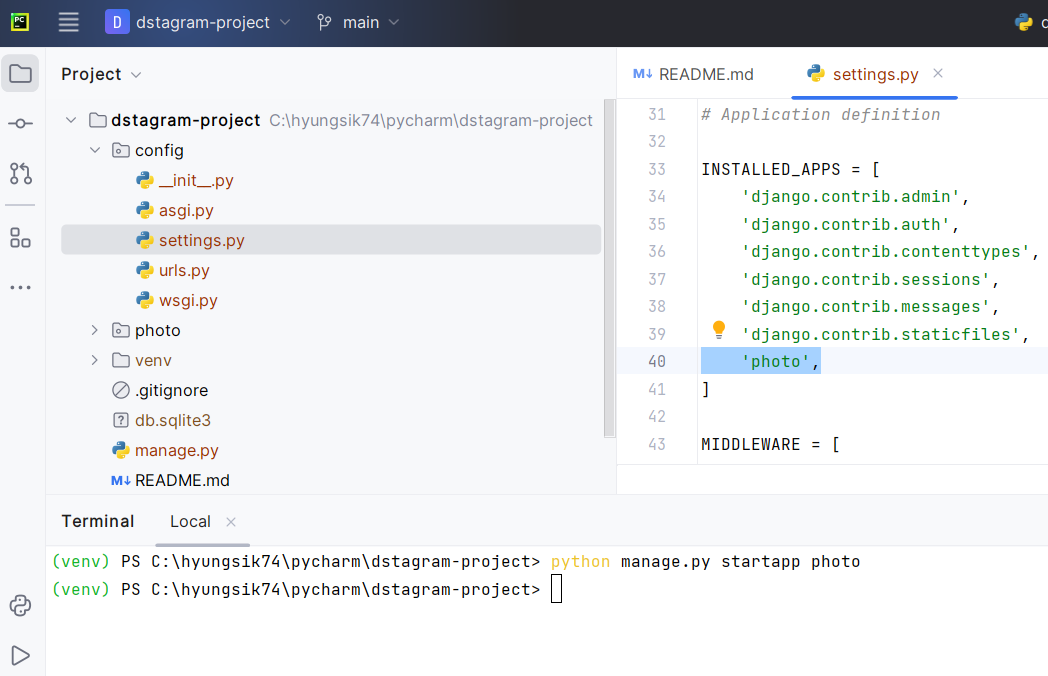 PC
D dstagram-project main
Project
dstagram-project C:\hyungsik74\pycharm\dstagram-project
config
__init__.py
asgi.py
settings.py
urls.py
wsgi.py
photo
venv
.gitignore
db.sqlite3
manage.py
M↓ README.md
M↓ README.md settings.py
31 # Application definition
32
33 INSTALLED_APPS = [
34 'django.contrib.admin',
35 'django.contrib.auth',
36 'django.contrib.contenttypes',
37 'django.contrib.sessions',
38 'django.contrib.messages',
39 'django.contrib.staticfiles',
40 'photo',
41 ]
42
43 MIDDLEWARE = [
Terminal Local
(venv) PS C:\hyungsik74\pycharm\dstagram-project> python manage.py startapp photo
(venv) PS C:\hyungsik74\pycharm\dstagram-project>